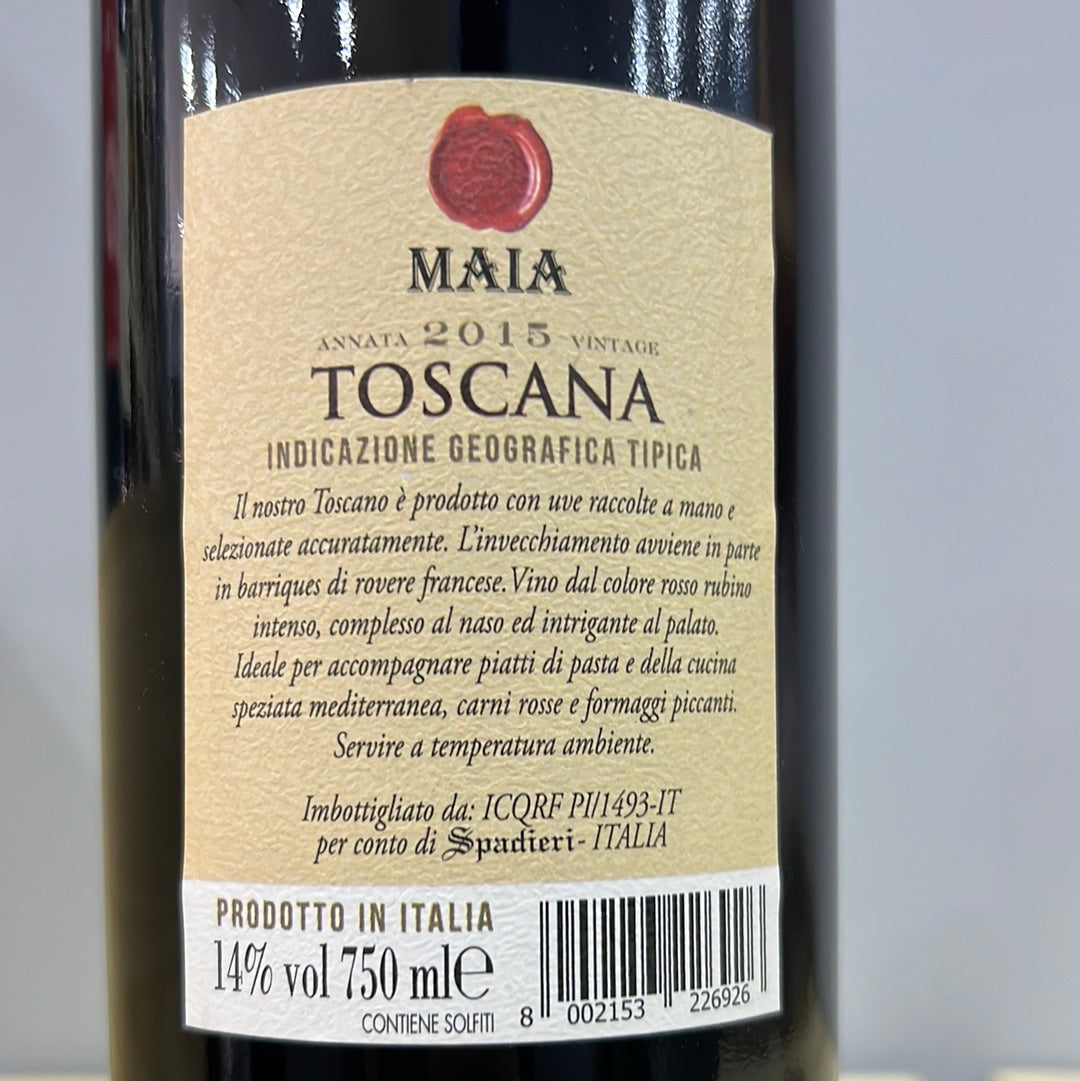 MAIA
ANNATA 2015 VINTAGE
TOSCANA
INDICAZIONE GEOGRAFICA TIPICA
Il nostro Toscano è prodotto con uve raccolte a mano e
selezionate accuratamente. L'invecchiamento avviene in parte
in barriques di rovere francese. Vino dal colore rosso rubino
intenso, complesso al naso ed intrigante al palato.
Ideale per accompagnare piatti di pasta e della cucina
speziata mediterranea, carni rosse e formaggi piccanti.
Servire a temperatura ambiente.
Imbottigliato da: ICQRF PI/1493-IT
per conto di Spadieri - ITALIA
PRODOTTO IN ITALIA
14% vol 750 ml e
CONTIENE SOLFITI
8 002153 226926